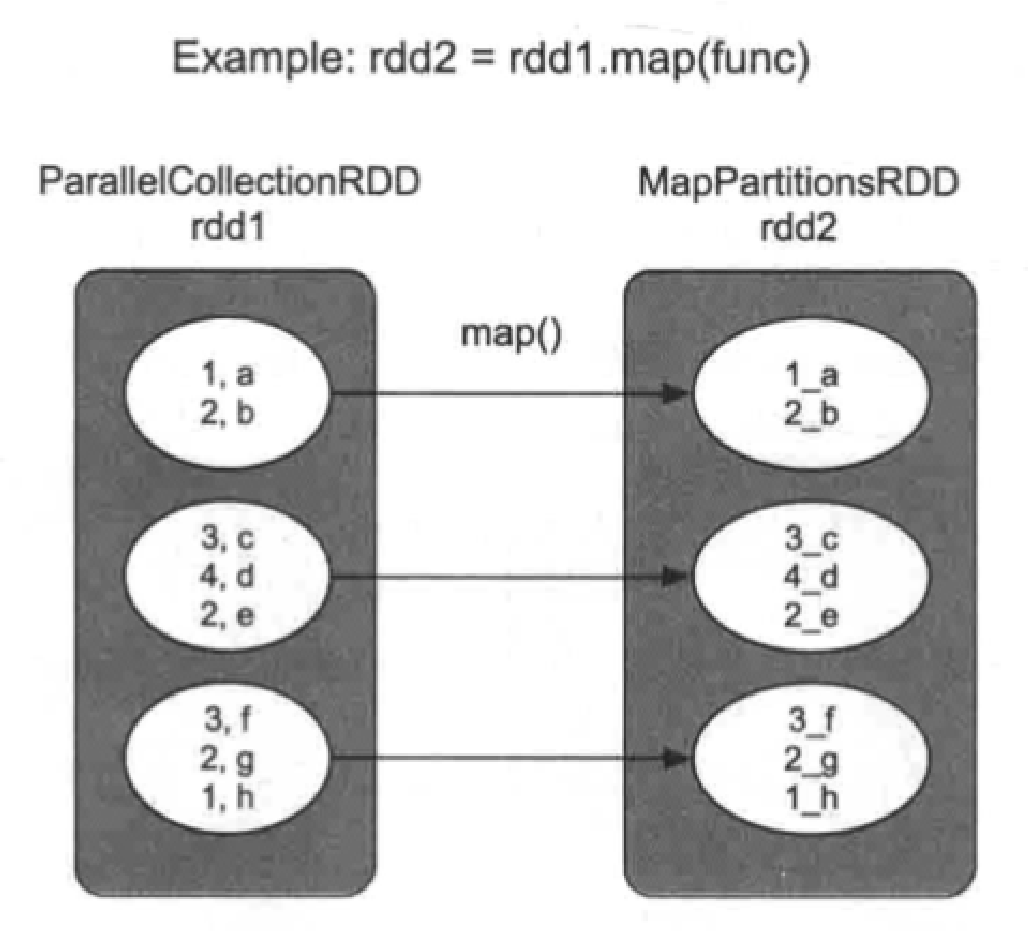 Example: rdd2 = rdd1.map(func)
ParallelCollectionRDD
rdd1
MapPartitionsRDD
rdd2
map()
1, a
2, b
1_a
2_b
3, c
4, d
2, e
3_c
4_d
2_e
3, f
2, g
1, h
3_f
2_g
1_h